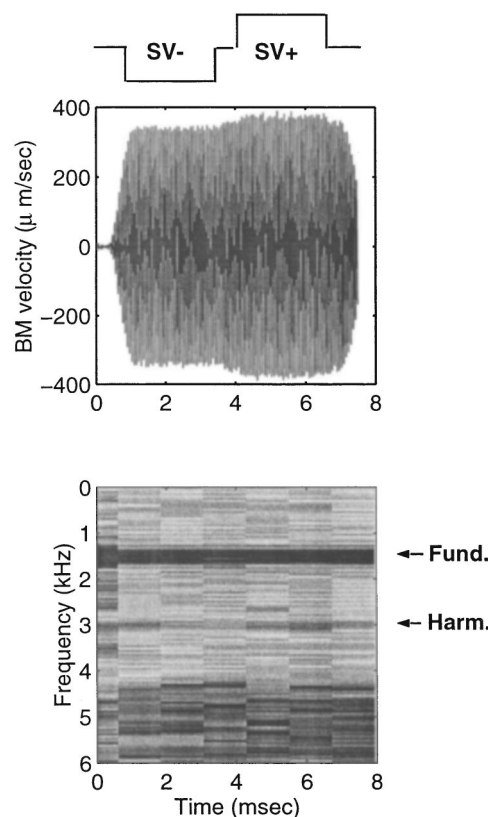 SV-
SV+
400
200
0
−200
−400
BM velocity (μ m/sec)
0 2 4 6 8
0
1
2
3
4
5
6
Frequency (kHz)
Fund.
Harm.
0 2 4 6 8
Time (msec)